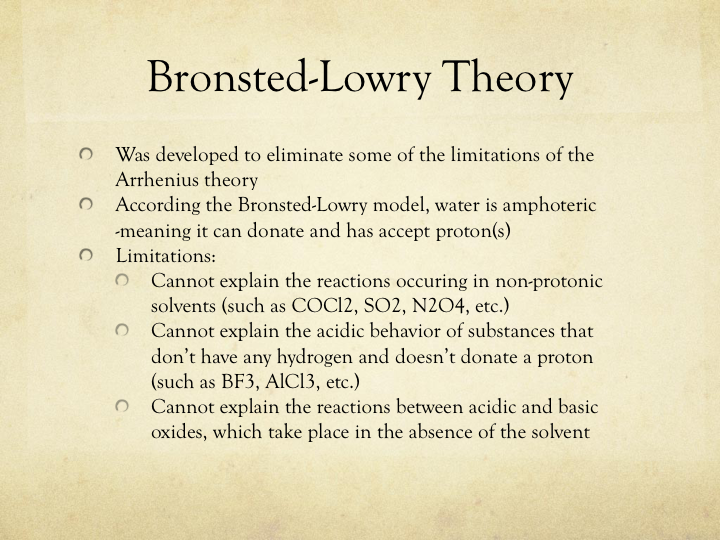 Bronsted-Lowry Theory
Was developed to eliminate some of the limitations of the
Arrhenius theory
According the Bronsted-Lowry model, water is amphoteric
-meaning it can donate and has accept proton(s)
Limitations:
Cannot explain the reactions occuring in non-protonic
solvents (such as COCl2, SO2, N2O4, etc.)
Cannot explain the acidic behavior of substances that
don’t have any hydrogen and doesn’t donate a proton
(such as BF3, AlCl3, etc.)
Cannot explain the reactions between acidic and basic
oxides, which take place in the absence of the solvent